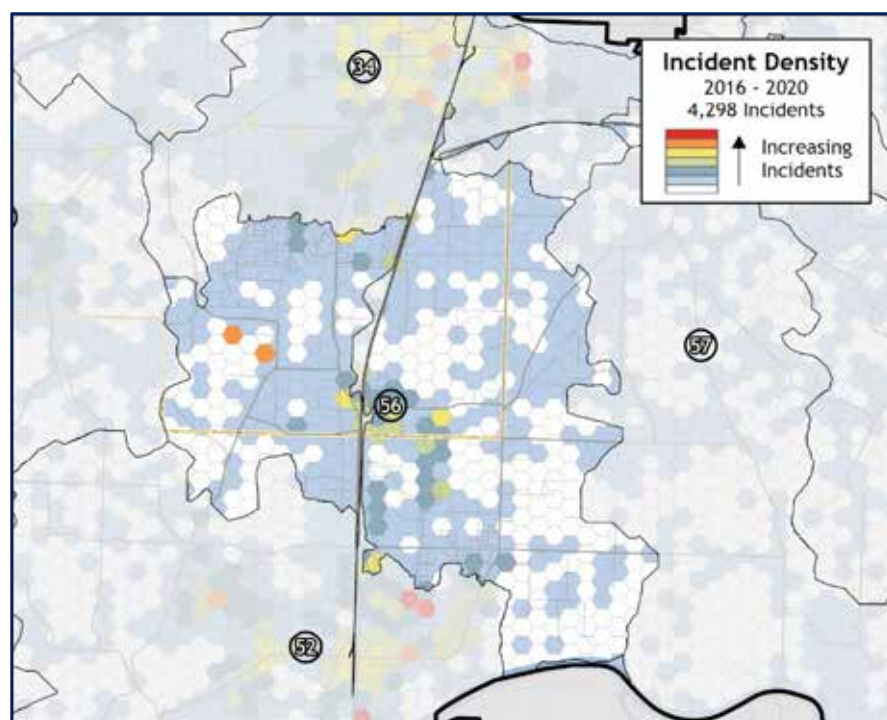 34
Incident Density
2016 - 2020
4,298 Incidents
Increasing
Incidents
57
56
52